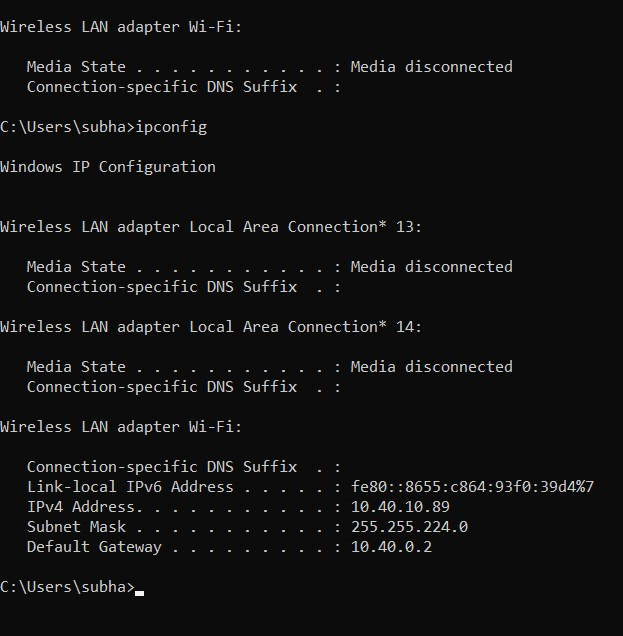 Wireless LAN adapter Wi-Fi:
   Media State . . . . . . . . . . . : Media disconnected
   Connection-specific DNS Suffix  . :
C:\Users\subha>ipconfig
Windows IP Configuration
Wireless LAN adapter Local Area Connection* 13:
   Media State . . . . . . . . . . . : Media disconnected
   Connection-specific DNS Suffix  . :
Wireless LAN adapter Local Area Connection* 14:
   Media State . . . . . . . . . . . : Media disconnected
   Connection-specific DNS Suffix  . :
Wireless LAN adapter Wi-Fi:
   Connection-specific DNS Suffix  . :
   Link-local IPv6 Address . . . . . : fe80::8655:c864:93f0:39d4%7
   IPv4 Address. . . . . . . . . . . : 10.40.10.89
   Subnet Mask . . . . . . . . . . . : 255.255.224.0
   Default Gateway . . . . . . . . . : 10.40.0.2
C:\Users\subha>